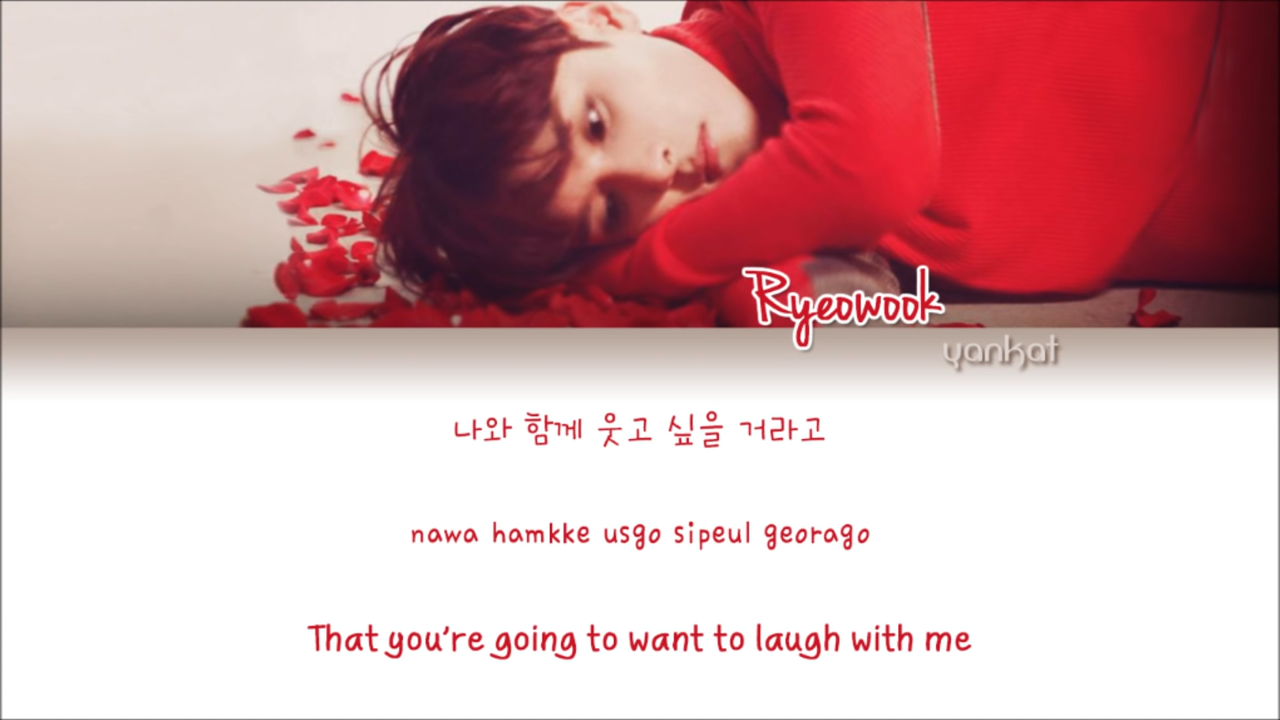 Ryeowook
yankat
나와 함께 웃고 싶을 거라고
nawa hamkke usgo sipeul georago
That you're going to want to laugh with me